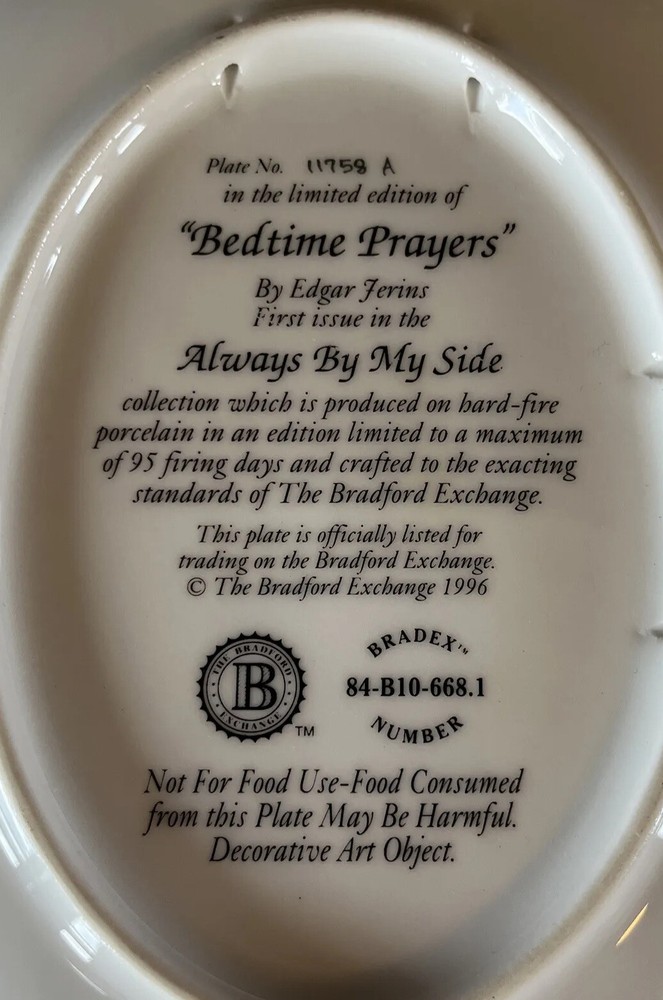 Plate No. 11758 A
in the limited edition of
"Bedtime Prayers"
By Edgar Jerins
First issue in the
Always By My Side
collection which is produced on hard-fire
porcelain in an edition limited to a maximum
of 95 firing days and crafted to the exacting
standards of The Bradford Exchange.
This plate is officially listed for
trading on the Bradford Exchange.
© The Bradford Exchange 1996
THE BRADFORD
B
EXCHANGE
TM
BRADEX™
84-B10-668.1
NUMBER
Not For Food Use-Food Consumed
from this Plate May Be Harmful.
Decorative Art Object.